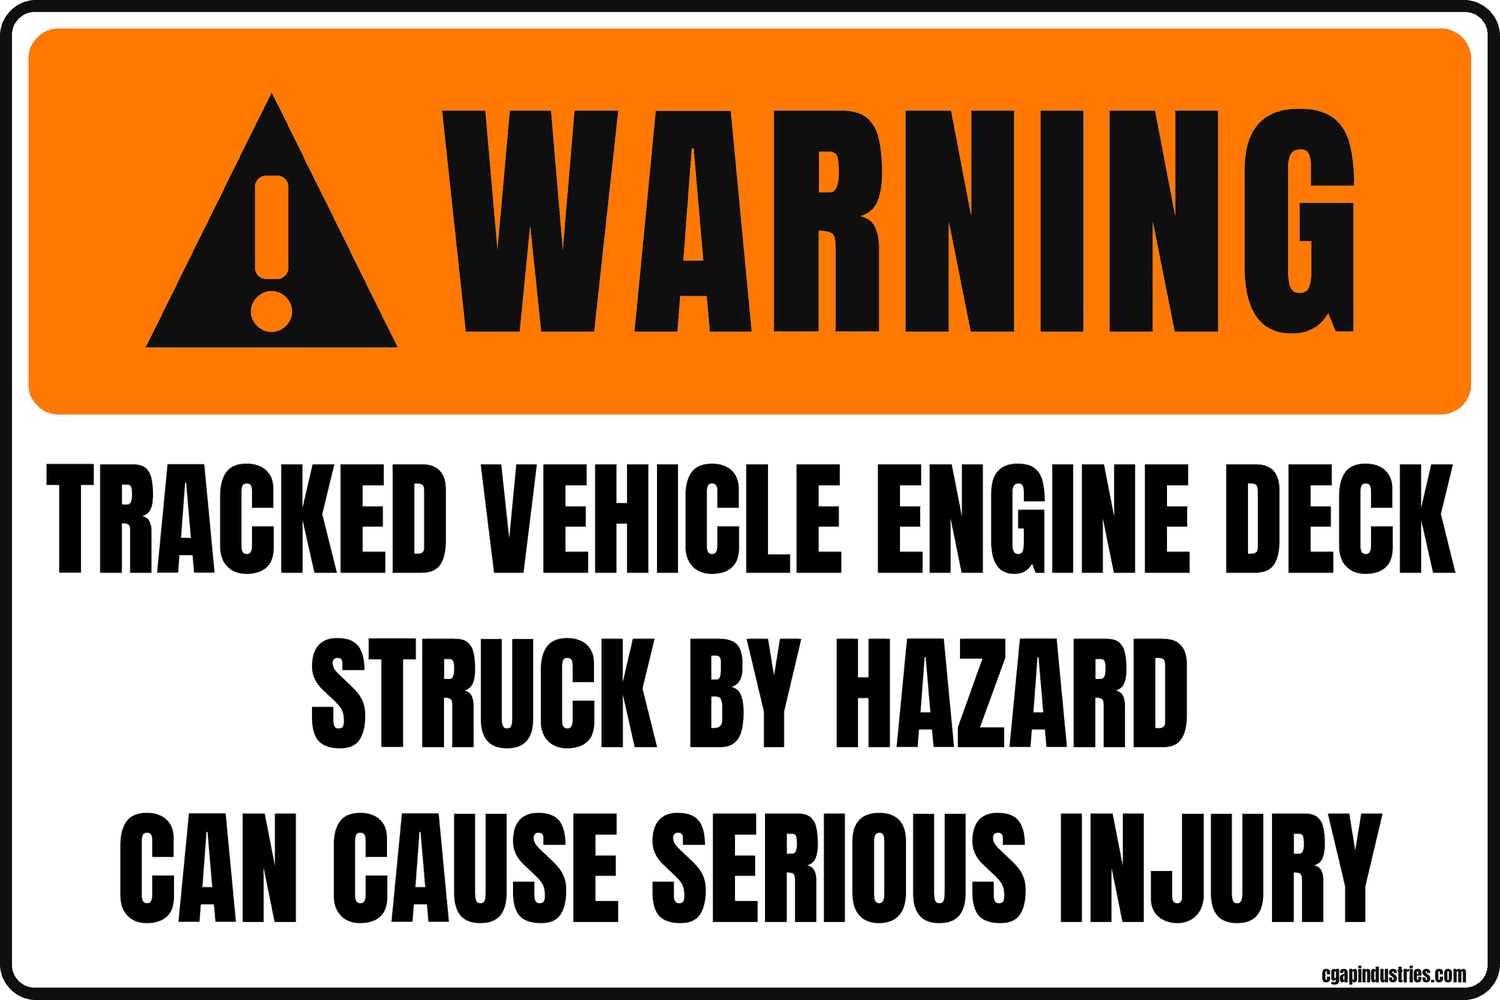 WARNING
TRACKED VEHICLE ENGINE DECK
STRUCK BY HAZARD
CAN CAUSE SERIOUS INJURY
cgapindustries.com